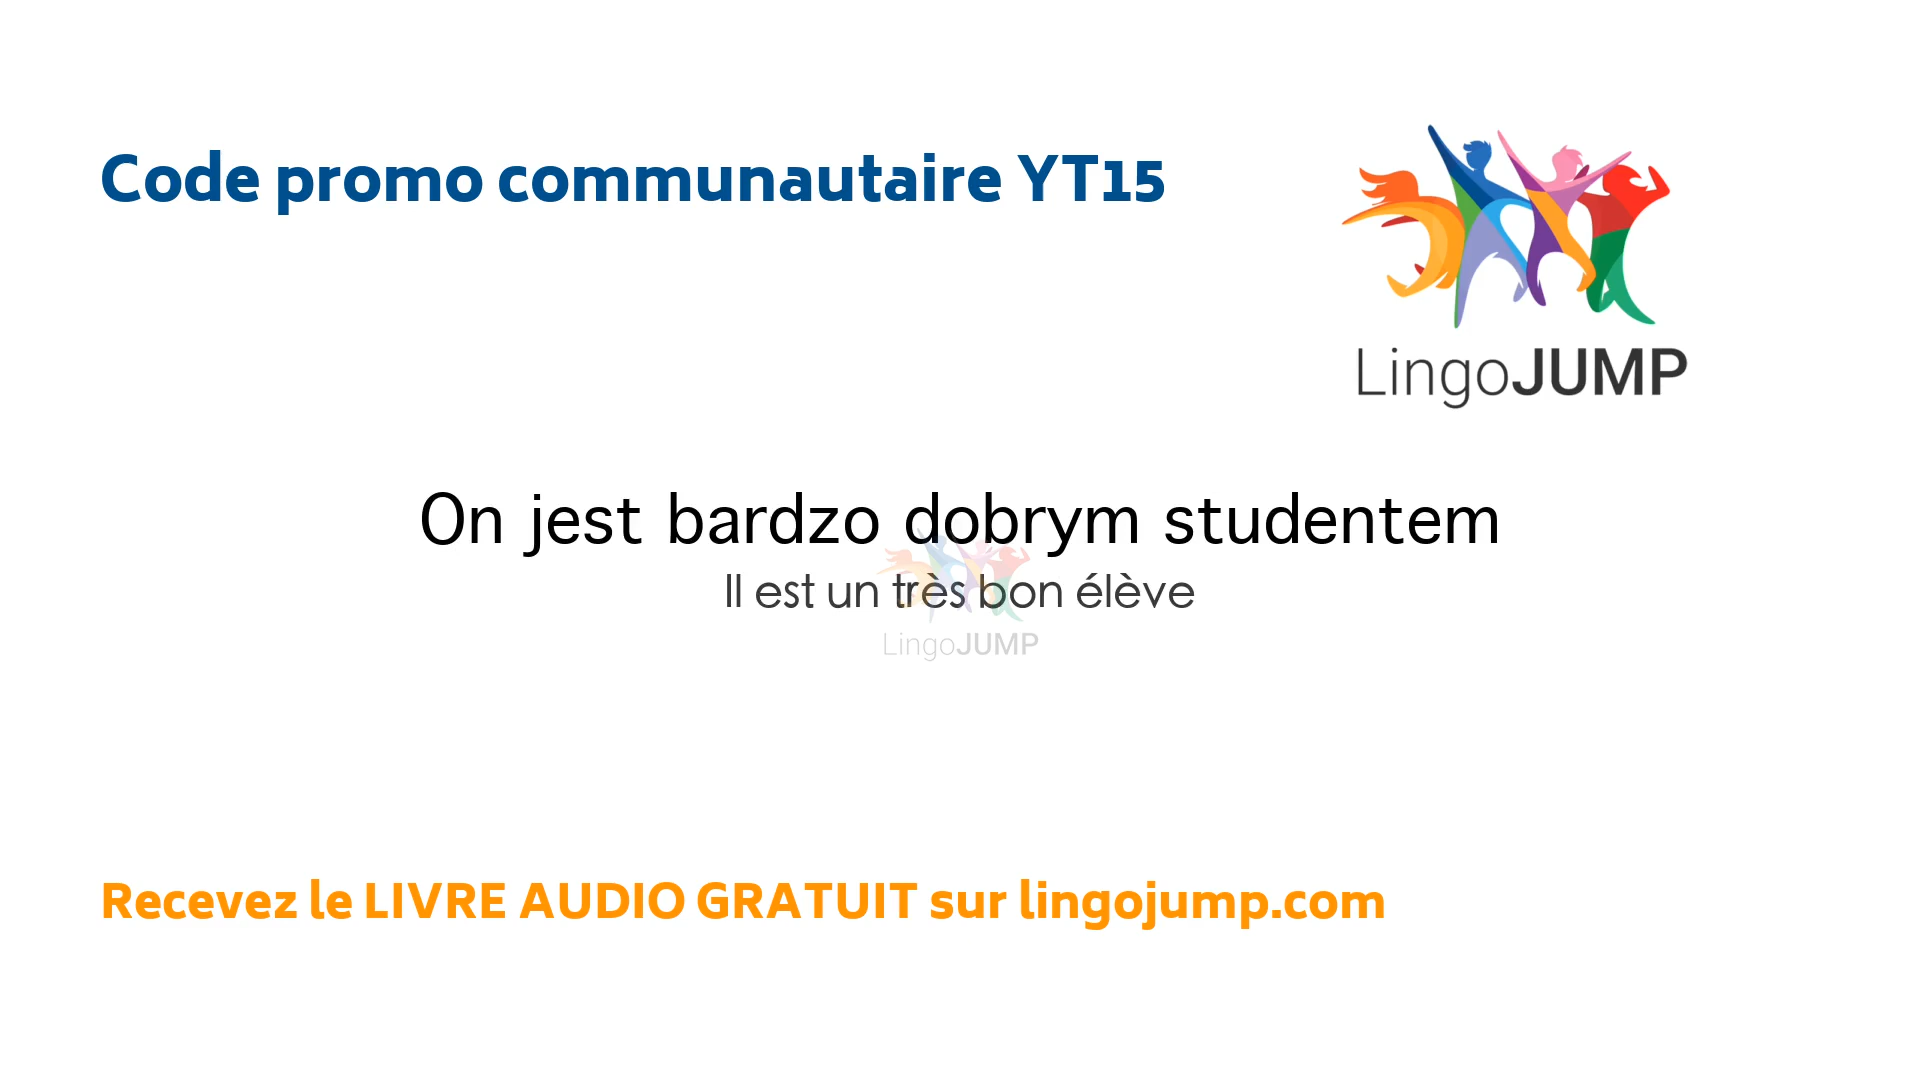 Code promo communautaire YT15
LingoJUMP
On jest bardzo dobrym studentem
Il est un très bon élève
LingoJUMP
Recevez le LIVRE AUDIO GRATUIT sur lingojump.com